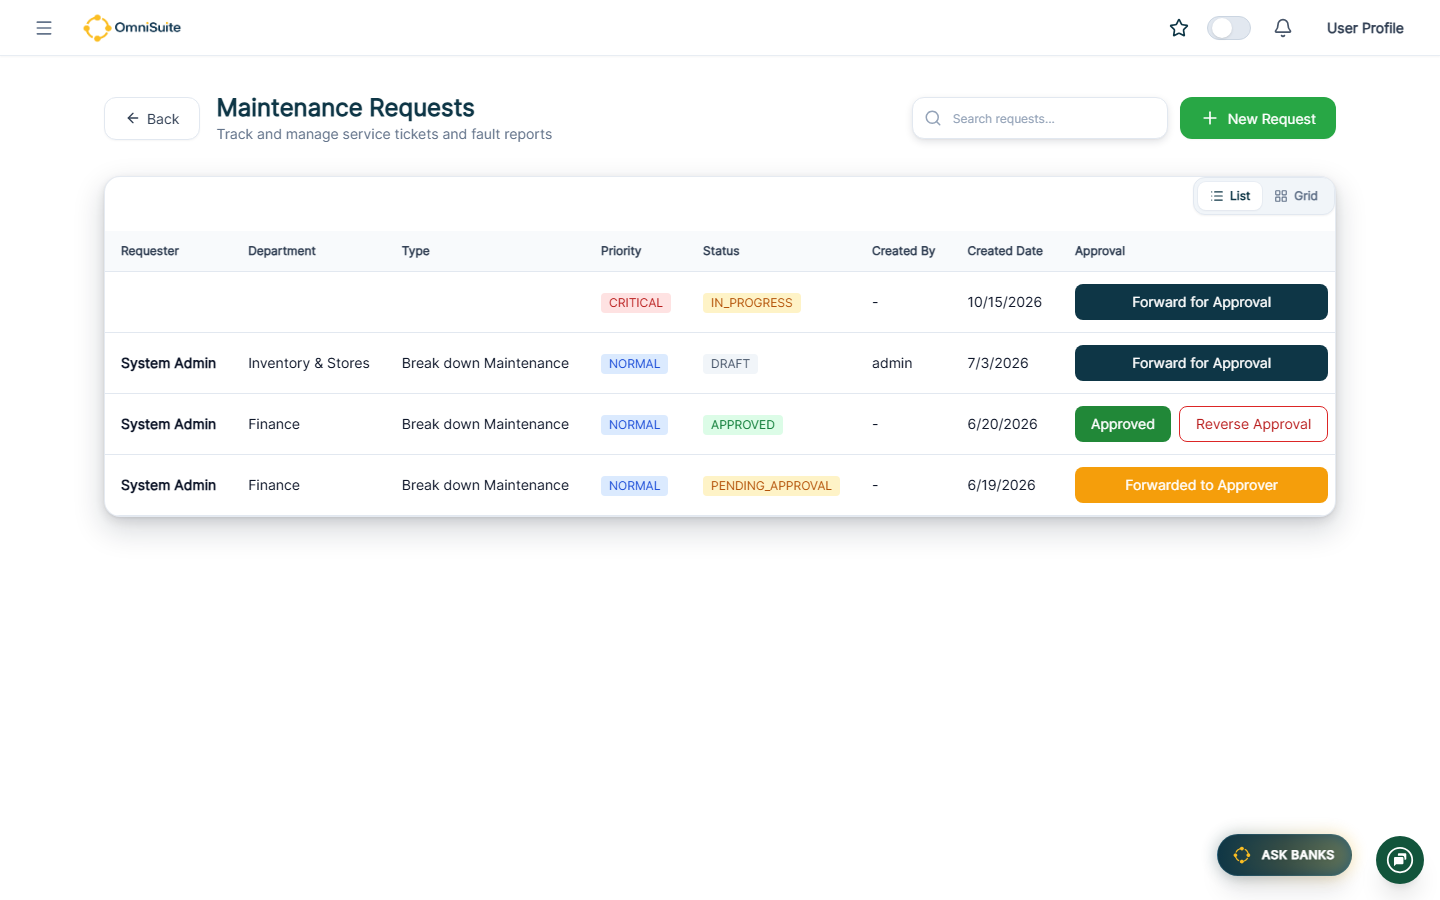 OmniSuite
User Profile
Back
Maintenance Requests
Track and manage service tickets and fault reports
Search requests...
New Request
List
Grid
Requester Department Type Priority Status Created By Created Date Approval
CRITICAL IN_PROGRESS - 10/15/2026 Forward for Approval
System Admin Inventory & Stores Break down Maintenance NORMAL DRAFT admin 7/3/2026 Forward for Approval
System Admin Finance Break down Maintenance NORMAL APPROVED - 6/20/2026 Approved Reverse Approval
System Admin Finance Break down Maintenance NORMAL PENDING_APPROVAL - 6/19/2026 Forwarded to Approver
ASK BANKS